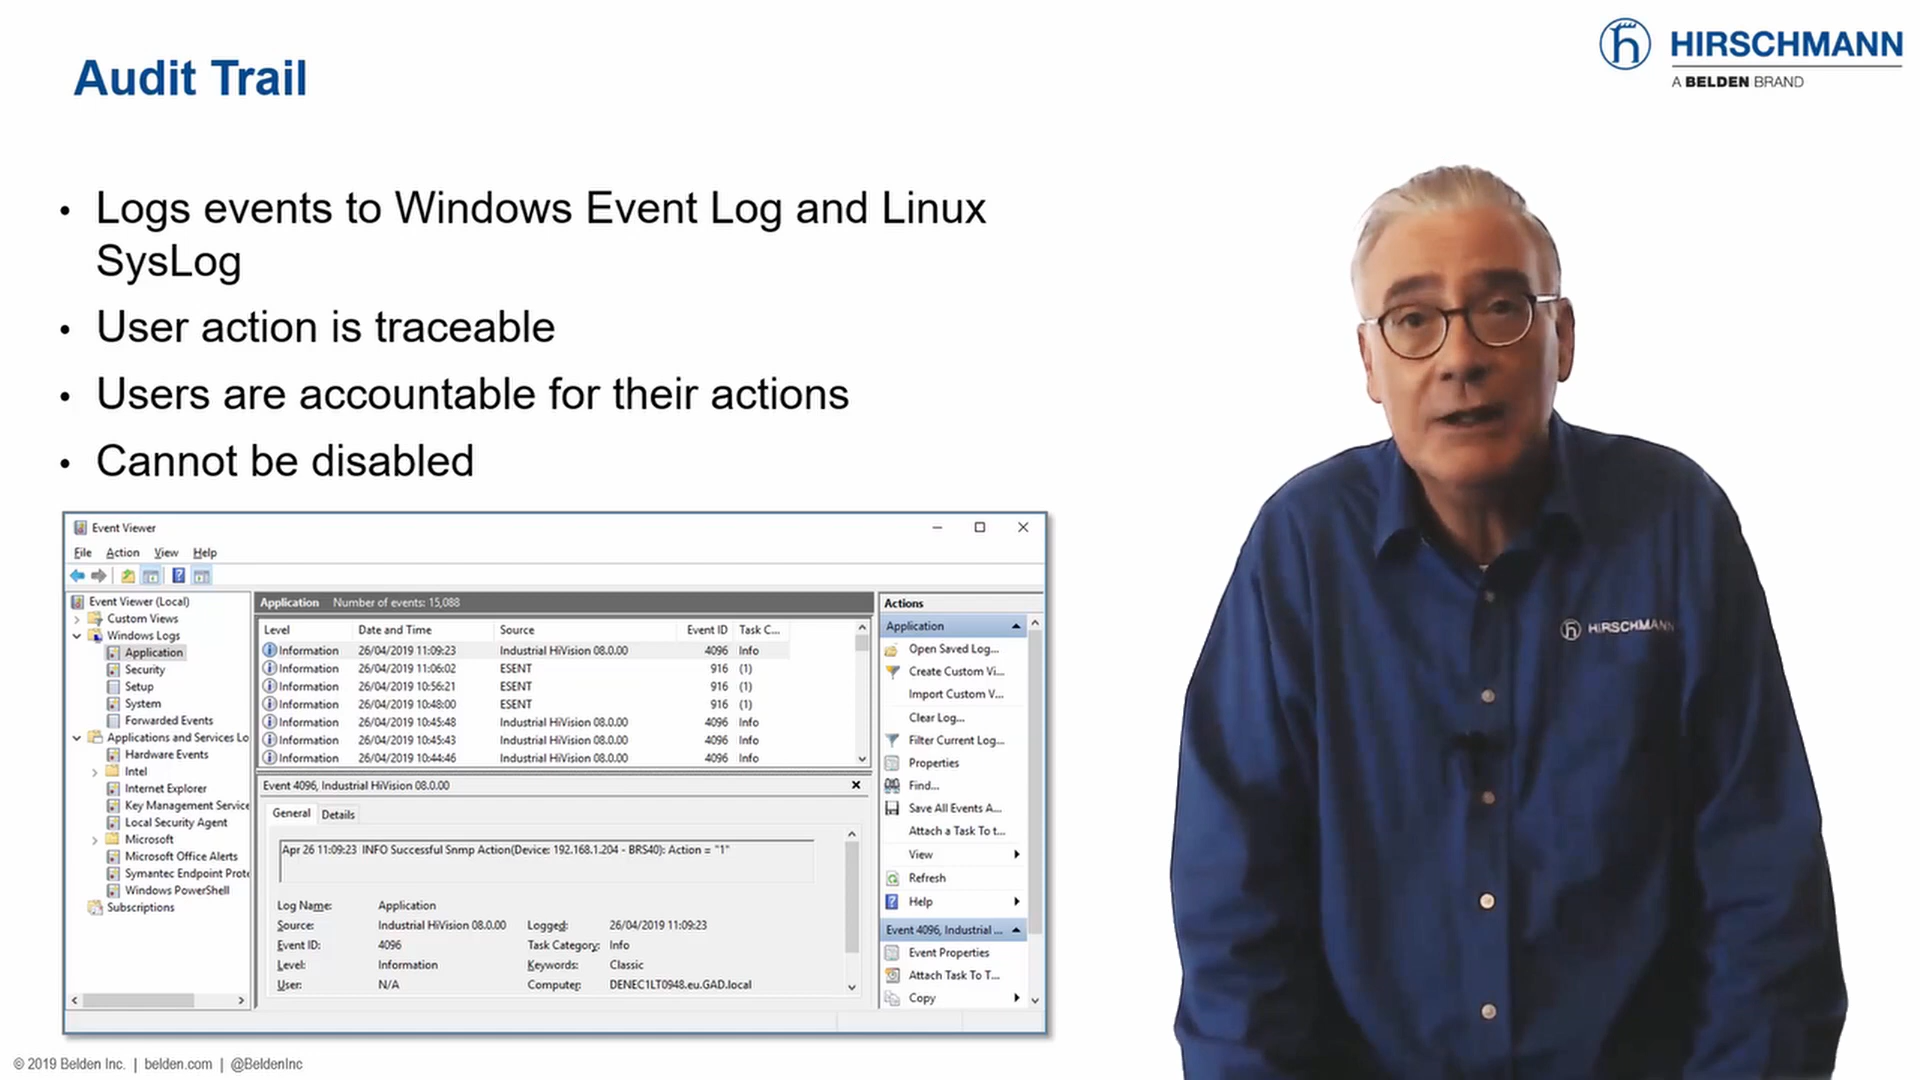 Audit Trail
HIRSCHMANN
A BELDEN BRAND
• Logs events to Windows Event Log and Linux
SysLog
• User action is traceable
• Users are accountable for their actions
• Cannot be disabled
Event Viewer
File Action View Help
Event Viewer (Local)
Custom Views
Windows Logs
Application
Security
Setup
System
Forwarded Events
Applications and Services Lo
Hardware Events
Intel
Internet Explorer
Key Management Service
Local Security Agent
Microsoft
Microsoft Office Alerts
Symantec Endpoint Prote
Windows PowerShell
Subscriptions
Application Number of events: 15,088
Level Date and Time Source Event ID Task C...
Information 26/04/2019 11:09:23 Industrial HiVision 08.0.00 4096 Info
Information 26/04/2019 11:06:02 ESENT 916 (1)
Information 26/04/2019 10:56:21 ESENT 916 (1)
Information 26/04/2019 10:48:00 ESENT 916 (1)
Information 26/04/2019 10:45:48 Industrial HiVision 08.0.00 4096 Info
Information 26/04/2019 10:45:43 Industrial HiVision 08.0.00 4096 Info
Information 26/04/2019 10:44:46 Industrial HiVision 08.0.00 4096 Info
Event 4096, Industrial HiVision 08.0.00
General Details
Apr 26 11:09:23 INFO Successful Snmp Action(Device: 192.168.1.204 - BRS40): Action = "1"
Log Name: Application
Source: Industrial HiVision 08.0.00 Logged: 26/04/2019 11:09:23
Event ID: 4096 Task Category: Info
Level: Information Keywords: Classic
User: N/A Computer: DENEC1LT0948.eu.GAD.local
Actions
Application
Open Saved Log...
Create Custom Vi...
Import Custom V...
Clear Log...
Filter Current Log...
Properties
Find...
Save All Events A...
Attach a Task To t...
View
Refresh
Help
Event 4096, Industrial ...
Event Properties
Attach Task To T...
Copy
HIRSCHMANN
© 2019 Belden Inc. | belden.com | @BeldenInc